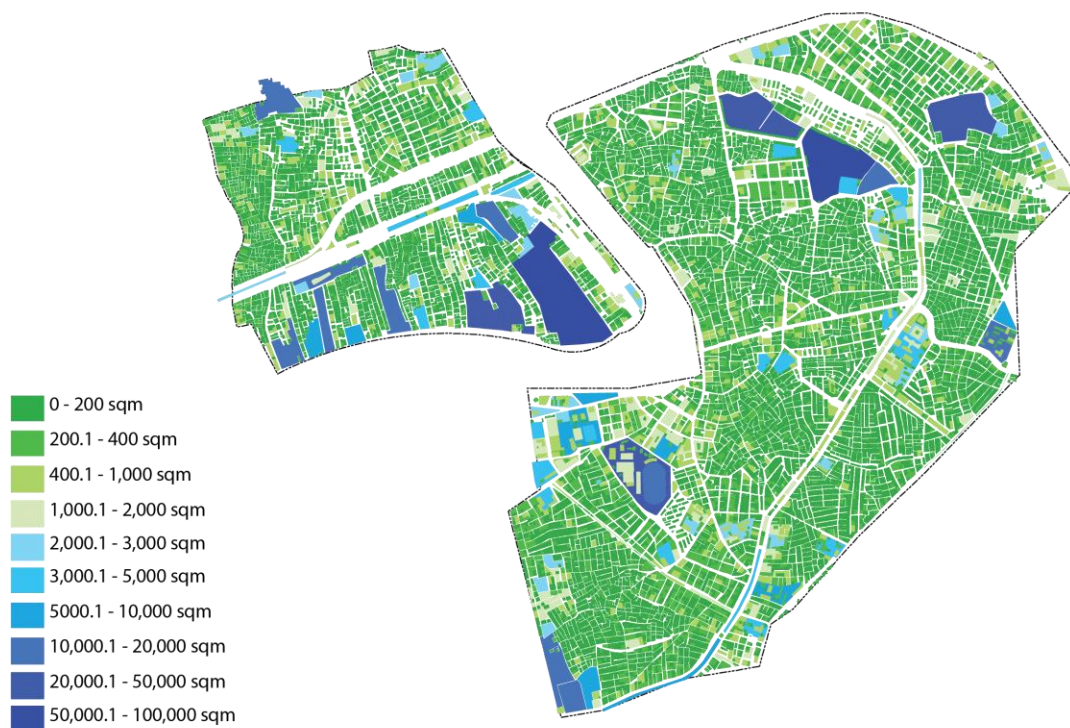 0 - 200 sqm
200.1 - 400 sqm
400.1 - 1,000 sqm
1,000.1 - 2,000 sqm
2,000.1 - 3,000 sqm
3,000.1 - 5,000 sqm
5000.1 - 10,000 sqm
10,000.1 - 20,000 sqm
20,000.1 - 50,000 sqm
50,000.1 - 100,000 sqm